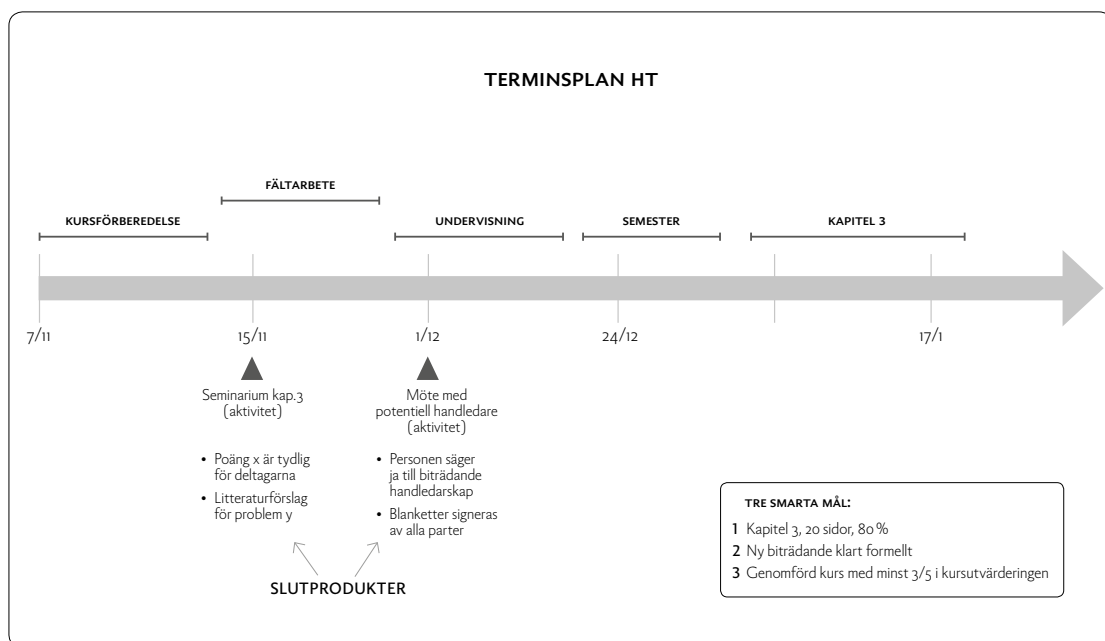 TERMINSPLAN HT
FÄLTARBETE
KURSFÖRBEREDELSE
UNDERVISNING
SEMESTER
KAPITEL 3
7/11
15/11
1/12
24/12
17/1
Seminarium kap.3
(aktivitet)
• Poäng x är tydlig
för deltagarna
• Litteraturförslag
för problem y
Möte med
potentiell handledare
(aktivitet)
• Personen säger
ja till biträdande
handledarskap
• Blanketter signeras
av alla parter
SLUTPRODUKTER
TRE SMARTA MÅL:
1 Kapitel 3, 20 sidor, 80 %
2 Ny biträdande klart formellt
3 Genomförd kurs med minst 3/5 i kursutvärderingen